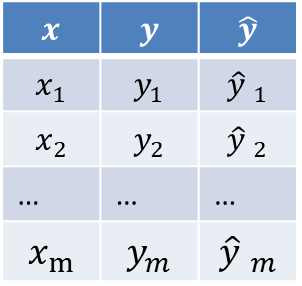 x y ŷ
x₁ y₁ ŷ ₁
x₂ y₂ ŷ ₂
... ... ...
xₘ yₘ ŷ ₘ